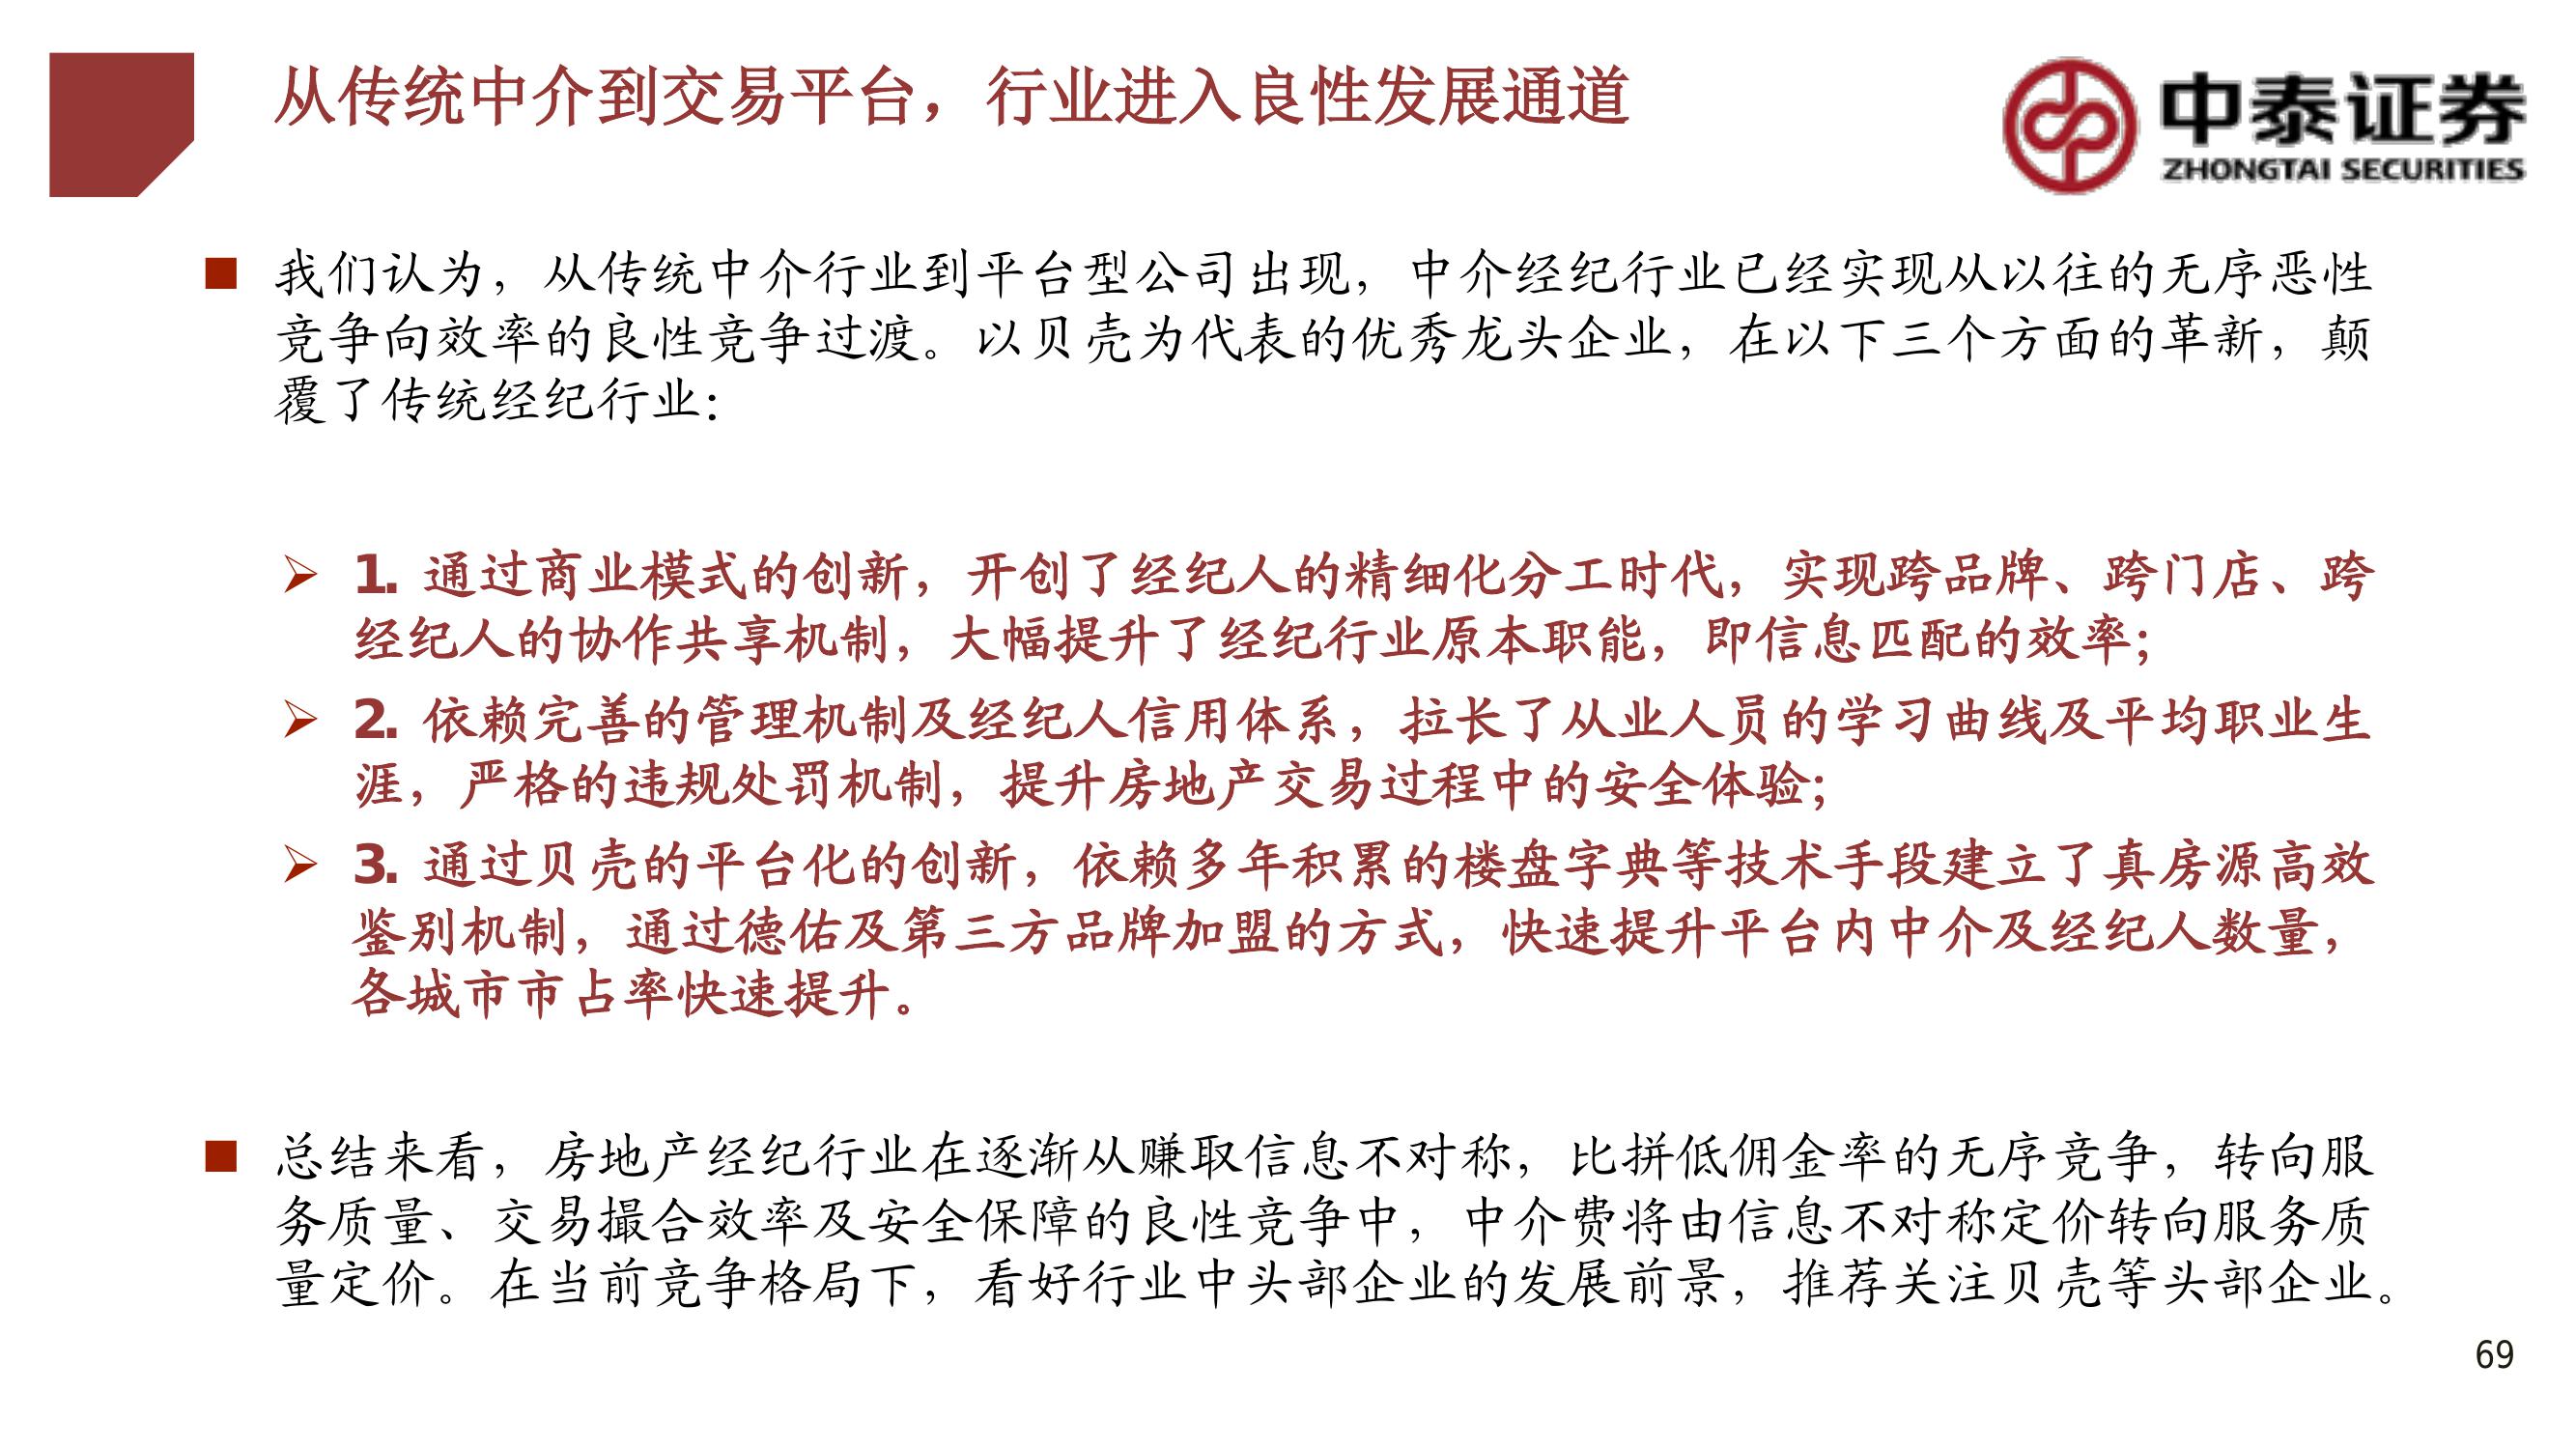 从传统中介到交易平台，行业进入良性发展通道
中泰证券
ZHONGTAI SECURITIES
我们认为，从传统中介行业到平台型公司出现，中介经纪行业已经实现从以往的无序恶性
竞争向效率的良性竞争过渡。以贝壳为代表的优秀龙头企业，在以下三个方面的革新，颠
覆了传统经纪行业：
1. 通过商业模式的创新，开创了经纪人的精细化分工时代，实现跨品牌、跨门店、跨
经纪人的协作共享机制，大幅提升了经纪行业原本职能，即信息匹配的效率；
2. 依赖完善的管理机制及经纪人信用体系，拉长了从业人员的学习曲线及平均职业生
涯，严格的违规处罚机制，提升房地产交易过程中的安全体验；
3. 通过贝壳的平台化的创新，依赖多年积累的楼盘字典等技术手段建立了真房源高效
鉴别机制，通过德佑及第三方品牌加盟的方式，快速提升平台内中介及经纪人数量，
各城市市占率快速提升。
总结来看，房地产经纪行业在逐渐从赚取信息不对称，比拼低佣金率的无序竞争，转向服
务质量、交易撮合效率及安全保障的良性竞争中，中介费将由信息不对称定价转向服务质
量定价。在当前竞争格局下，看好行业中头部企业的发展前景，推荐关注贝壳等头部企业。
69